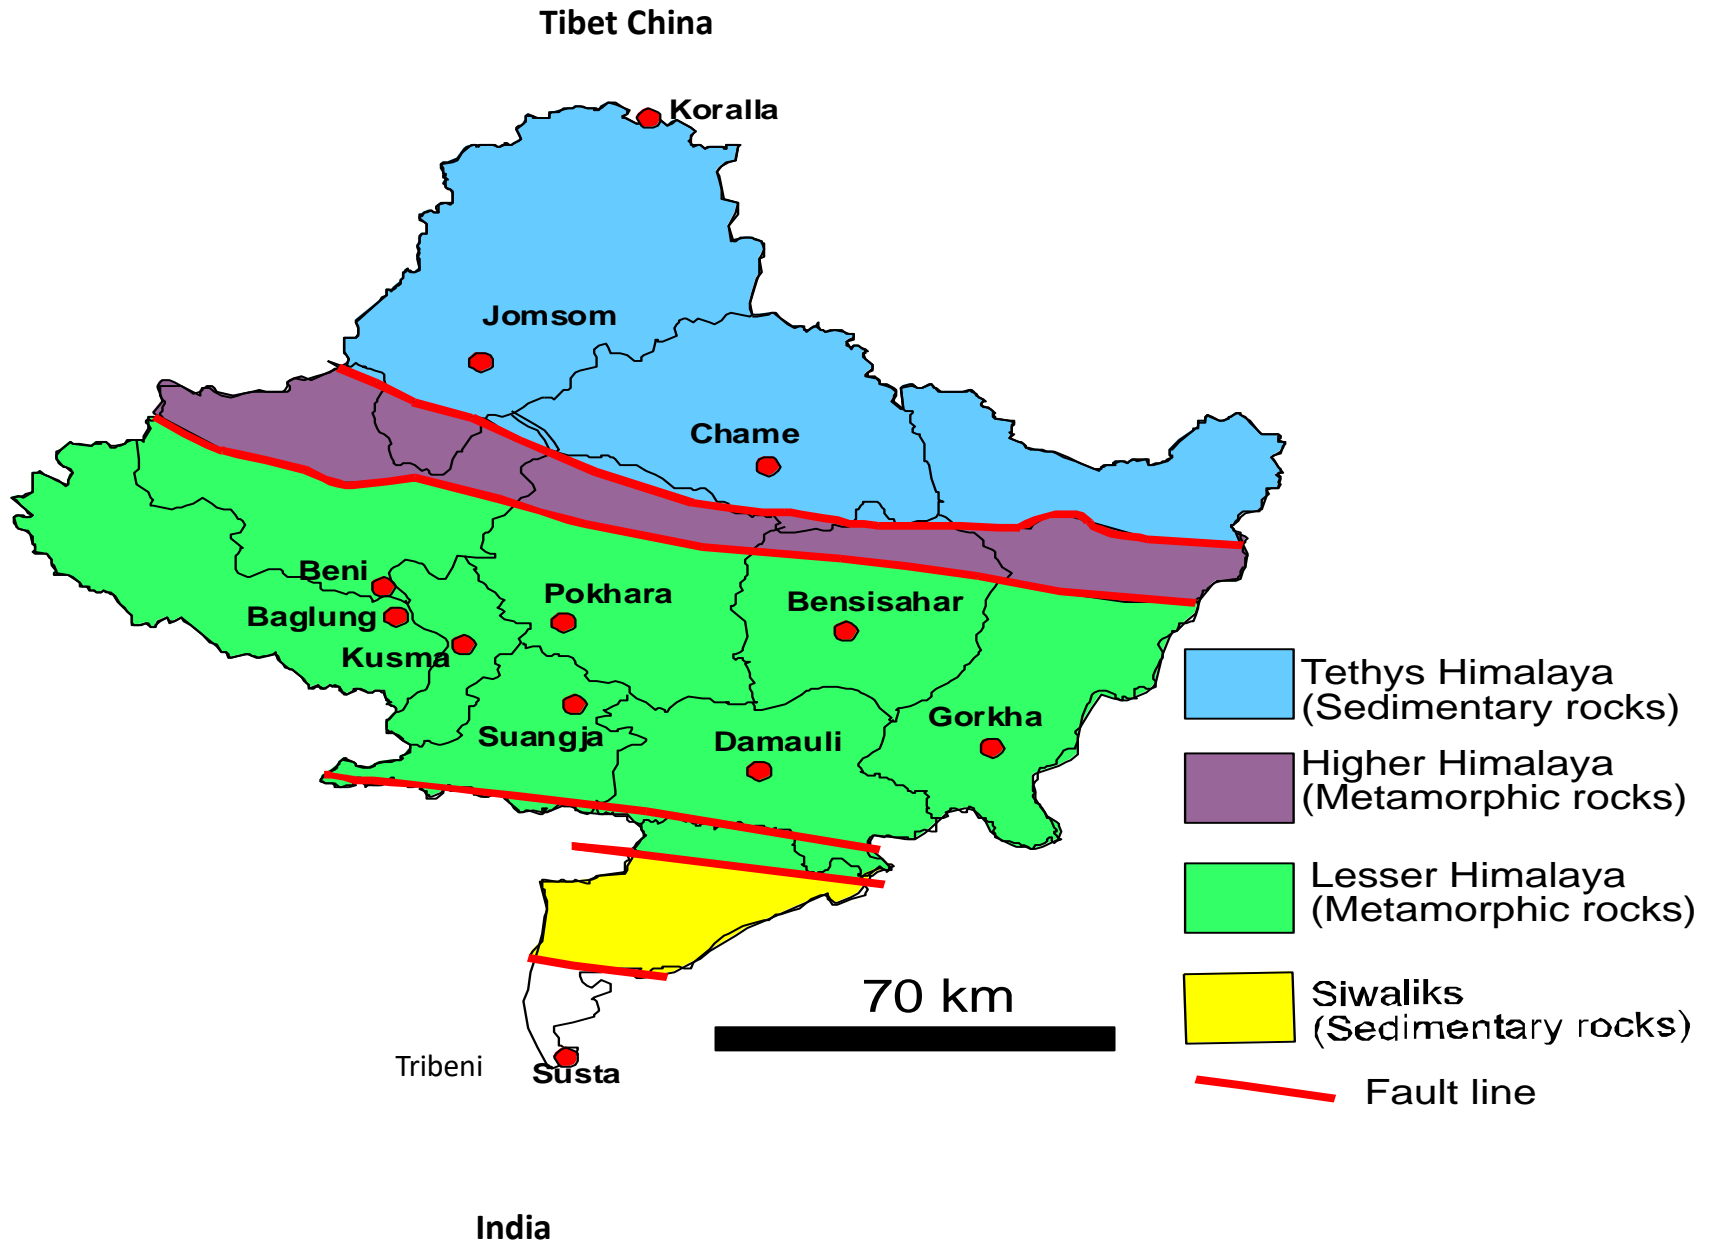 Tibet China
Koralla
Jomsom
Chame
Beni
Pokhara
Bensisahar
Baglung
Kusma
Suangja
Damauli
Gorkha
Tethys Himalaya
(Sedimentary rocks)
Higher Himalaya
(Metamorphic rocks)
Lesser Himalaya
(Metamorphic rocks)
Siwaliks
(Sedimentary rocks)
70 km
Tribeni
Susta
Fault line
India